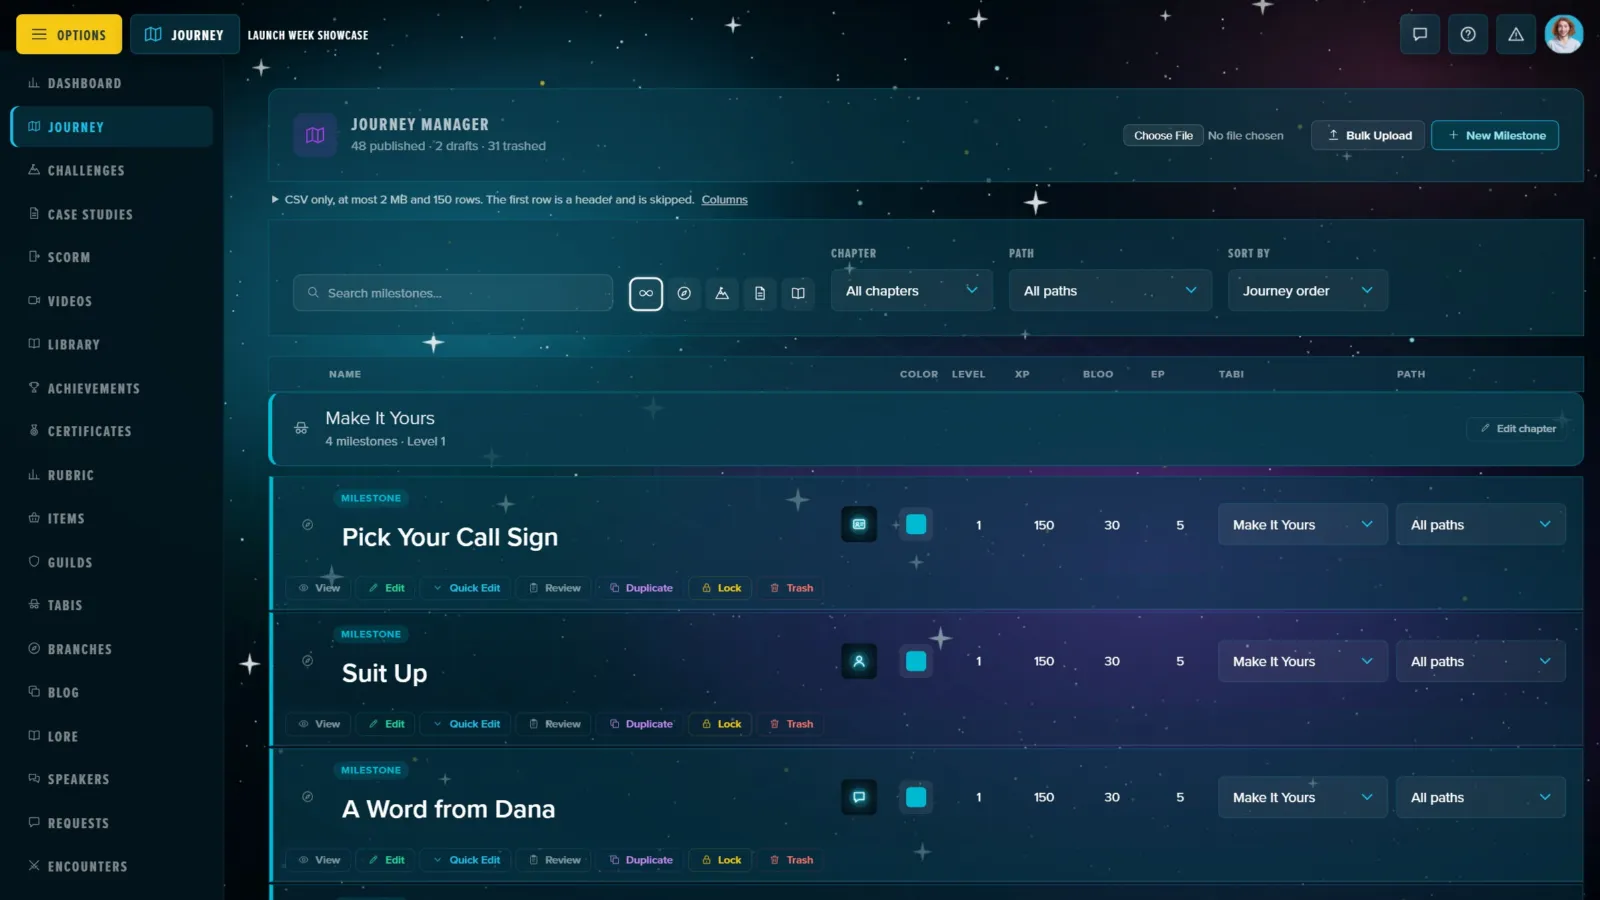 OPTIONS
JOURNEY
LAUNCH WEEK SHOWCASE
DASHBOARD
JOURNEY
CHALLENGES
CASE STUDIES
SCORM
VIDEOS
LIBRARY
ACHIEVEMENTS
CERTIFICATES
RUBRIC
ITEMS
GUILDS
TABIS
BRANCHES
BLOG
LORE
SPEAKERS
REQUESTS
ENCOUNTERS
JOURNEY MANAGER
48 published · 2 drafts · 31 trashed
Choose File No file chosen
Bulk Upload
New Milestone
CSV only, at most 2 MB and 150 rows. The first row is a header and is skipped. Columns
Search milestones...
CHAPTER
All chapters
PATH
All paths
SORT BY
Journey order
NAME COLOR LEVEL XP BLOO EP TABI PATH
Make It Yours
4 milestones · Level 1
Edit chapter
MILESTONE
Pick Your Call Sign
1 150 30 5 Make It Yours All paths
View Edit Quick Edit Review Duplicate Lock Trash
MILESTONE
Suit Up
1 150 30 5 Make It Yours All paths
View Edit Quick Edit Review Duplicate Lock Trash
MILESTONE
A Word from Dana
1 150 30 5 Make It Yours All paths
View Edit Quick Edit Review Duplicate Lock Trash